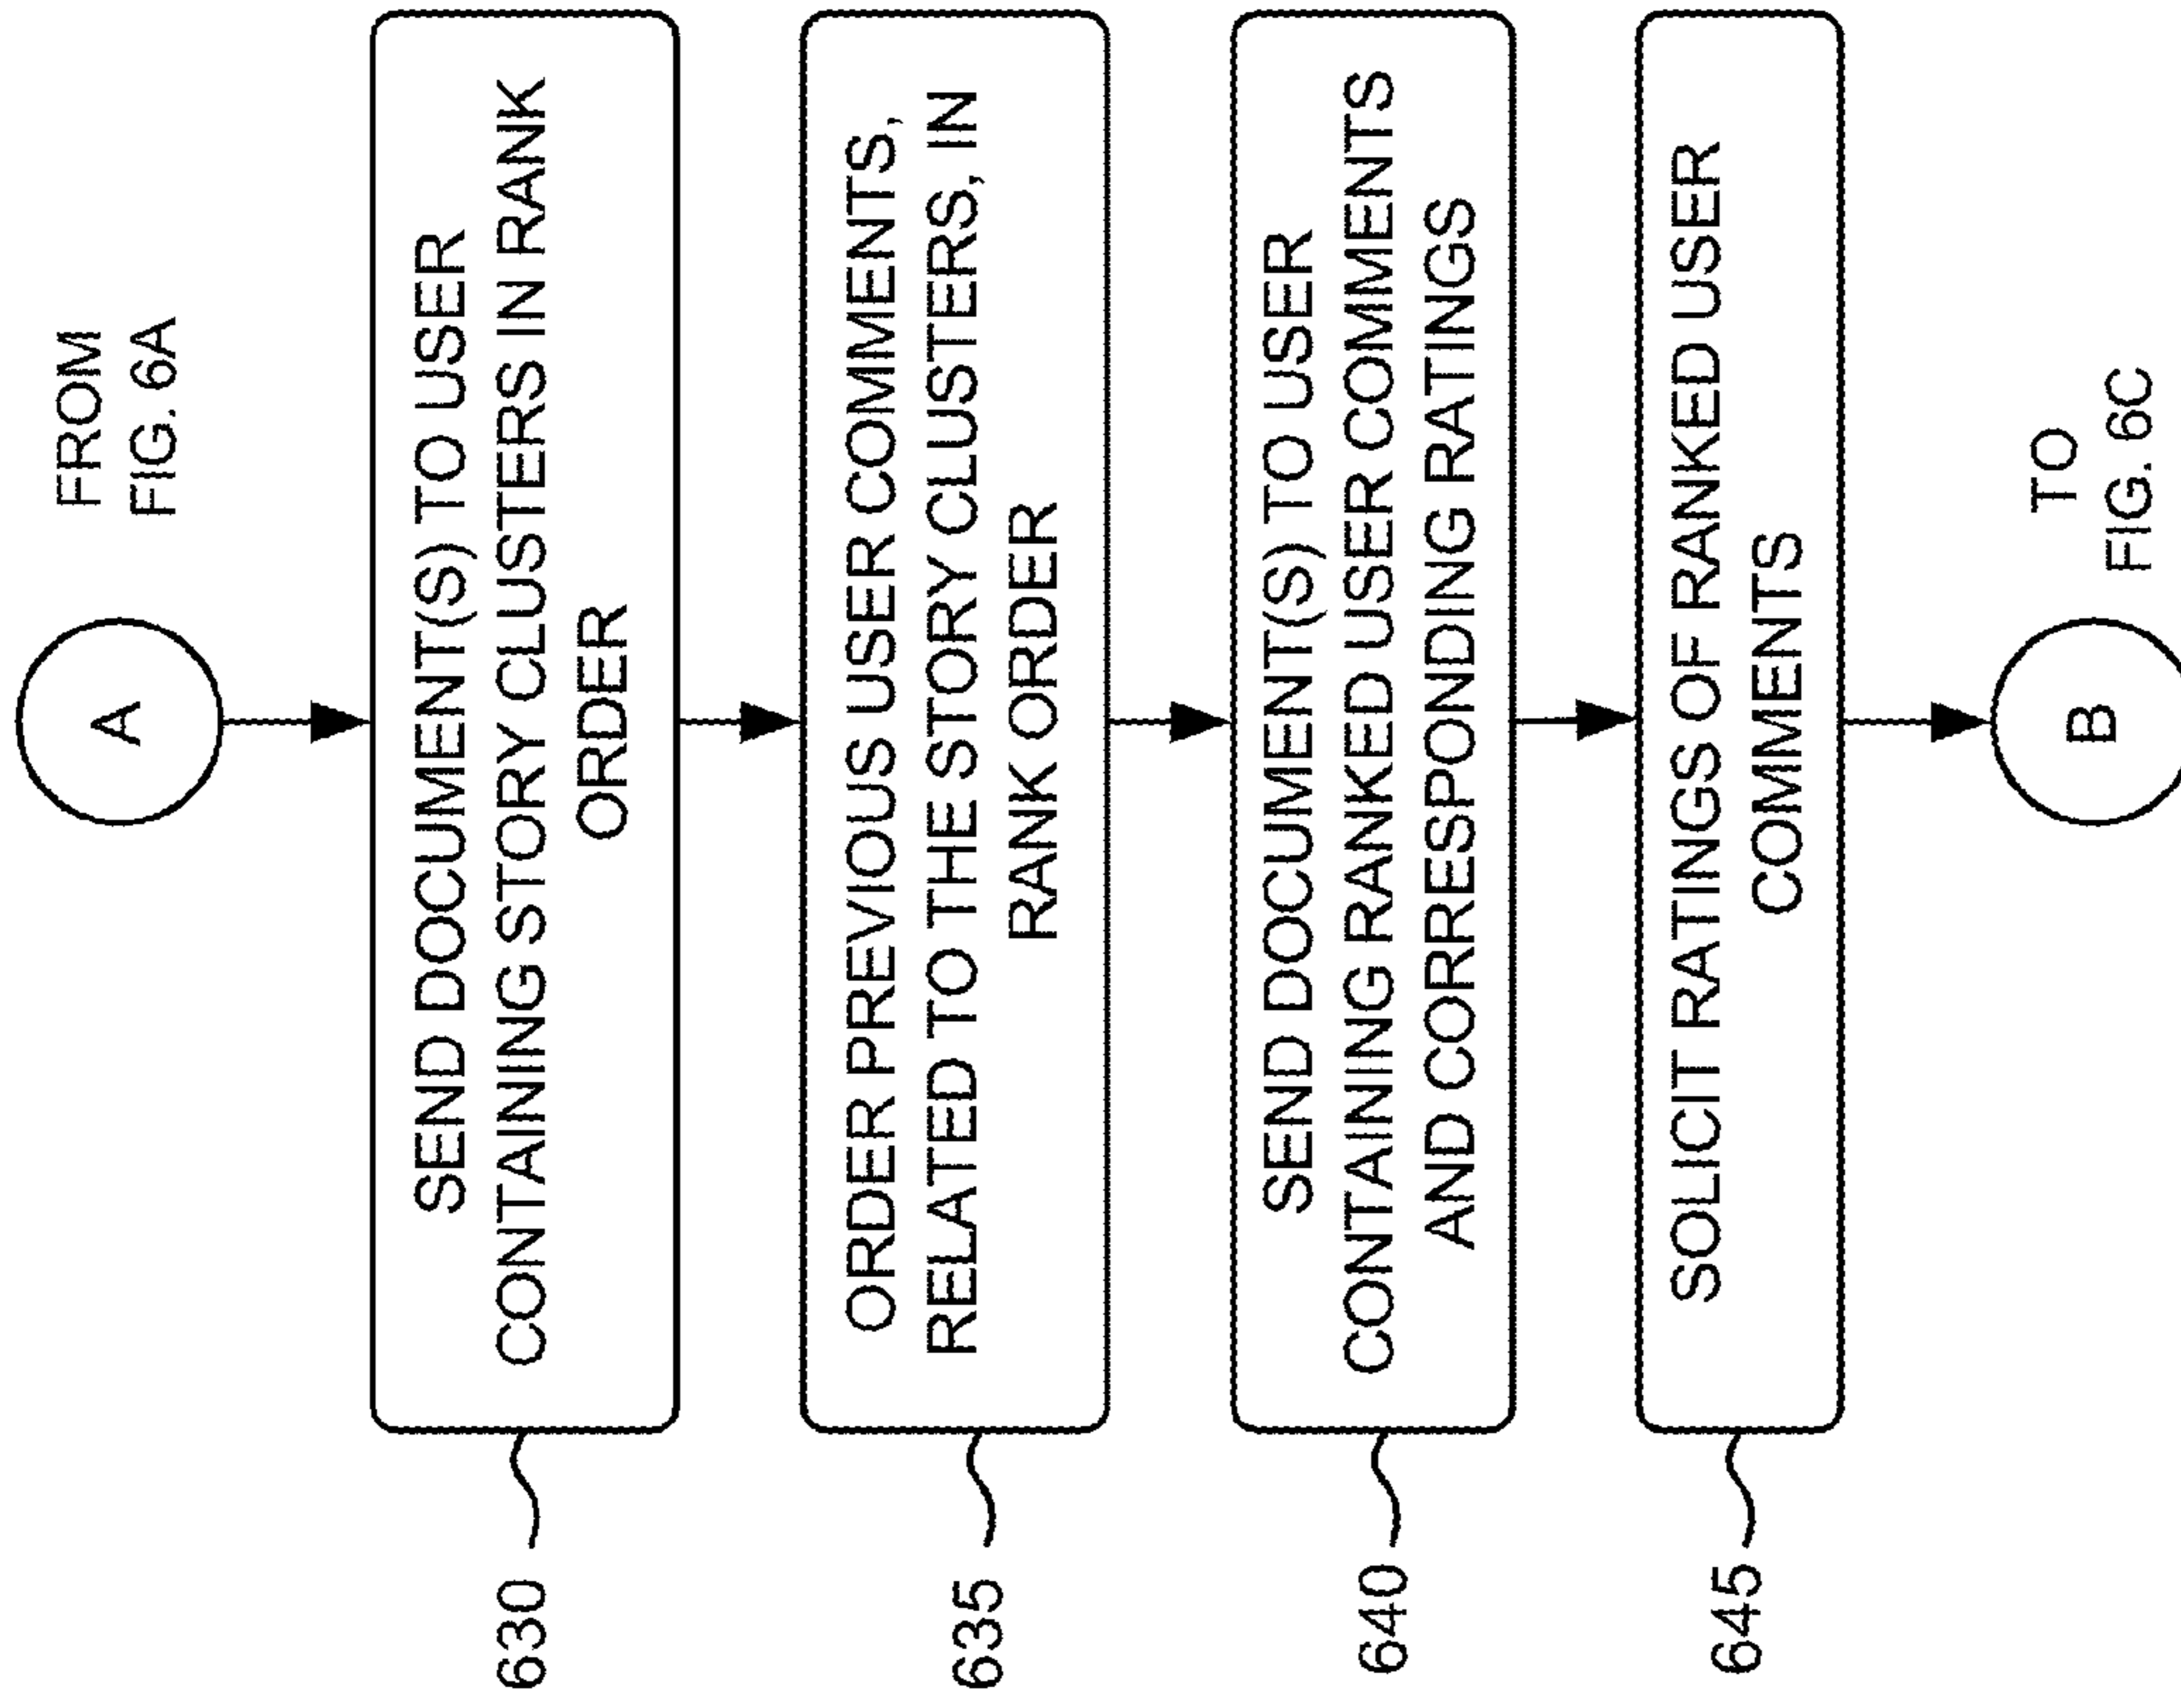 FROM
FIG. 6A
A
630
SEND DOCUMENT(S) TO USER
CONTAINING STORY CLUSTERS IN RANK
ORDER
635
ORDER PREVIOUS USER COMMENTS,
RELATED TO THE STORY CLUSTERS, IN
RANK ORDER
640
SEND DOCUMENT(S) TO USER
CONTAINING RANKED USER COMMENTS
AND CORRESPONDING RATINGS
645
SOLICIT RATINGS OF RANKED USER
COMMENTS
B
TO
FIG. 6C